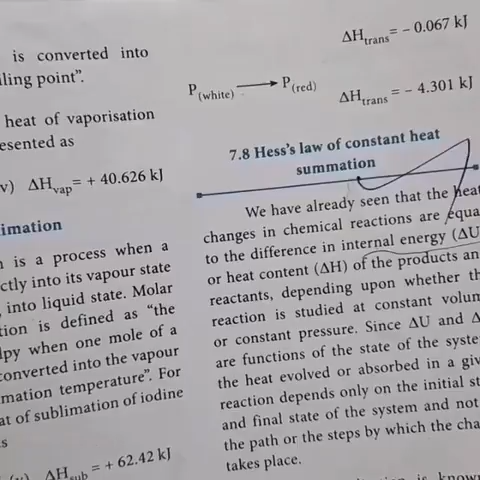 is converted into
ling point”.
heat of vaporisation
esented as
v) ΔHvap = + 40.626 kJ
imation
is a process when a
ctly into its vapour state
into liquid state. Molar
tion is defined as “the
lpy when one mole of a
converted into the vapour
mation temperature”. For
at of sublimation of iodine
s
ΔHsub = + 62.42 kJ
ΔHtrans = – 0.067 kJ
P(white) ⟶ P(red)
ΔHtrans = – 4.301 kJ
7.8 Hess’s law of constant heat
summation
We have already seen that the heat
changes in chemical reactions are equa
to the difference in internal energy (ΔU
or heat content (ΔH) of the products an
reactants, depending upon whether th
reaction is studied at constant volum
or constant pressure. Since ΔU and Δ
are functions of the state of the syste
the heat evolved or absorbed in a giv
reaction depends only on the initial st
and final state of the system and not
the path or the steps by which the cha
takes place.
is know